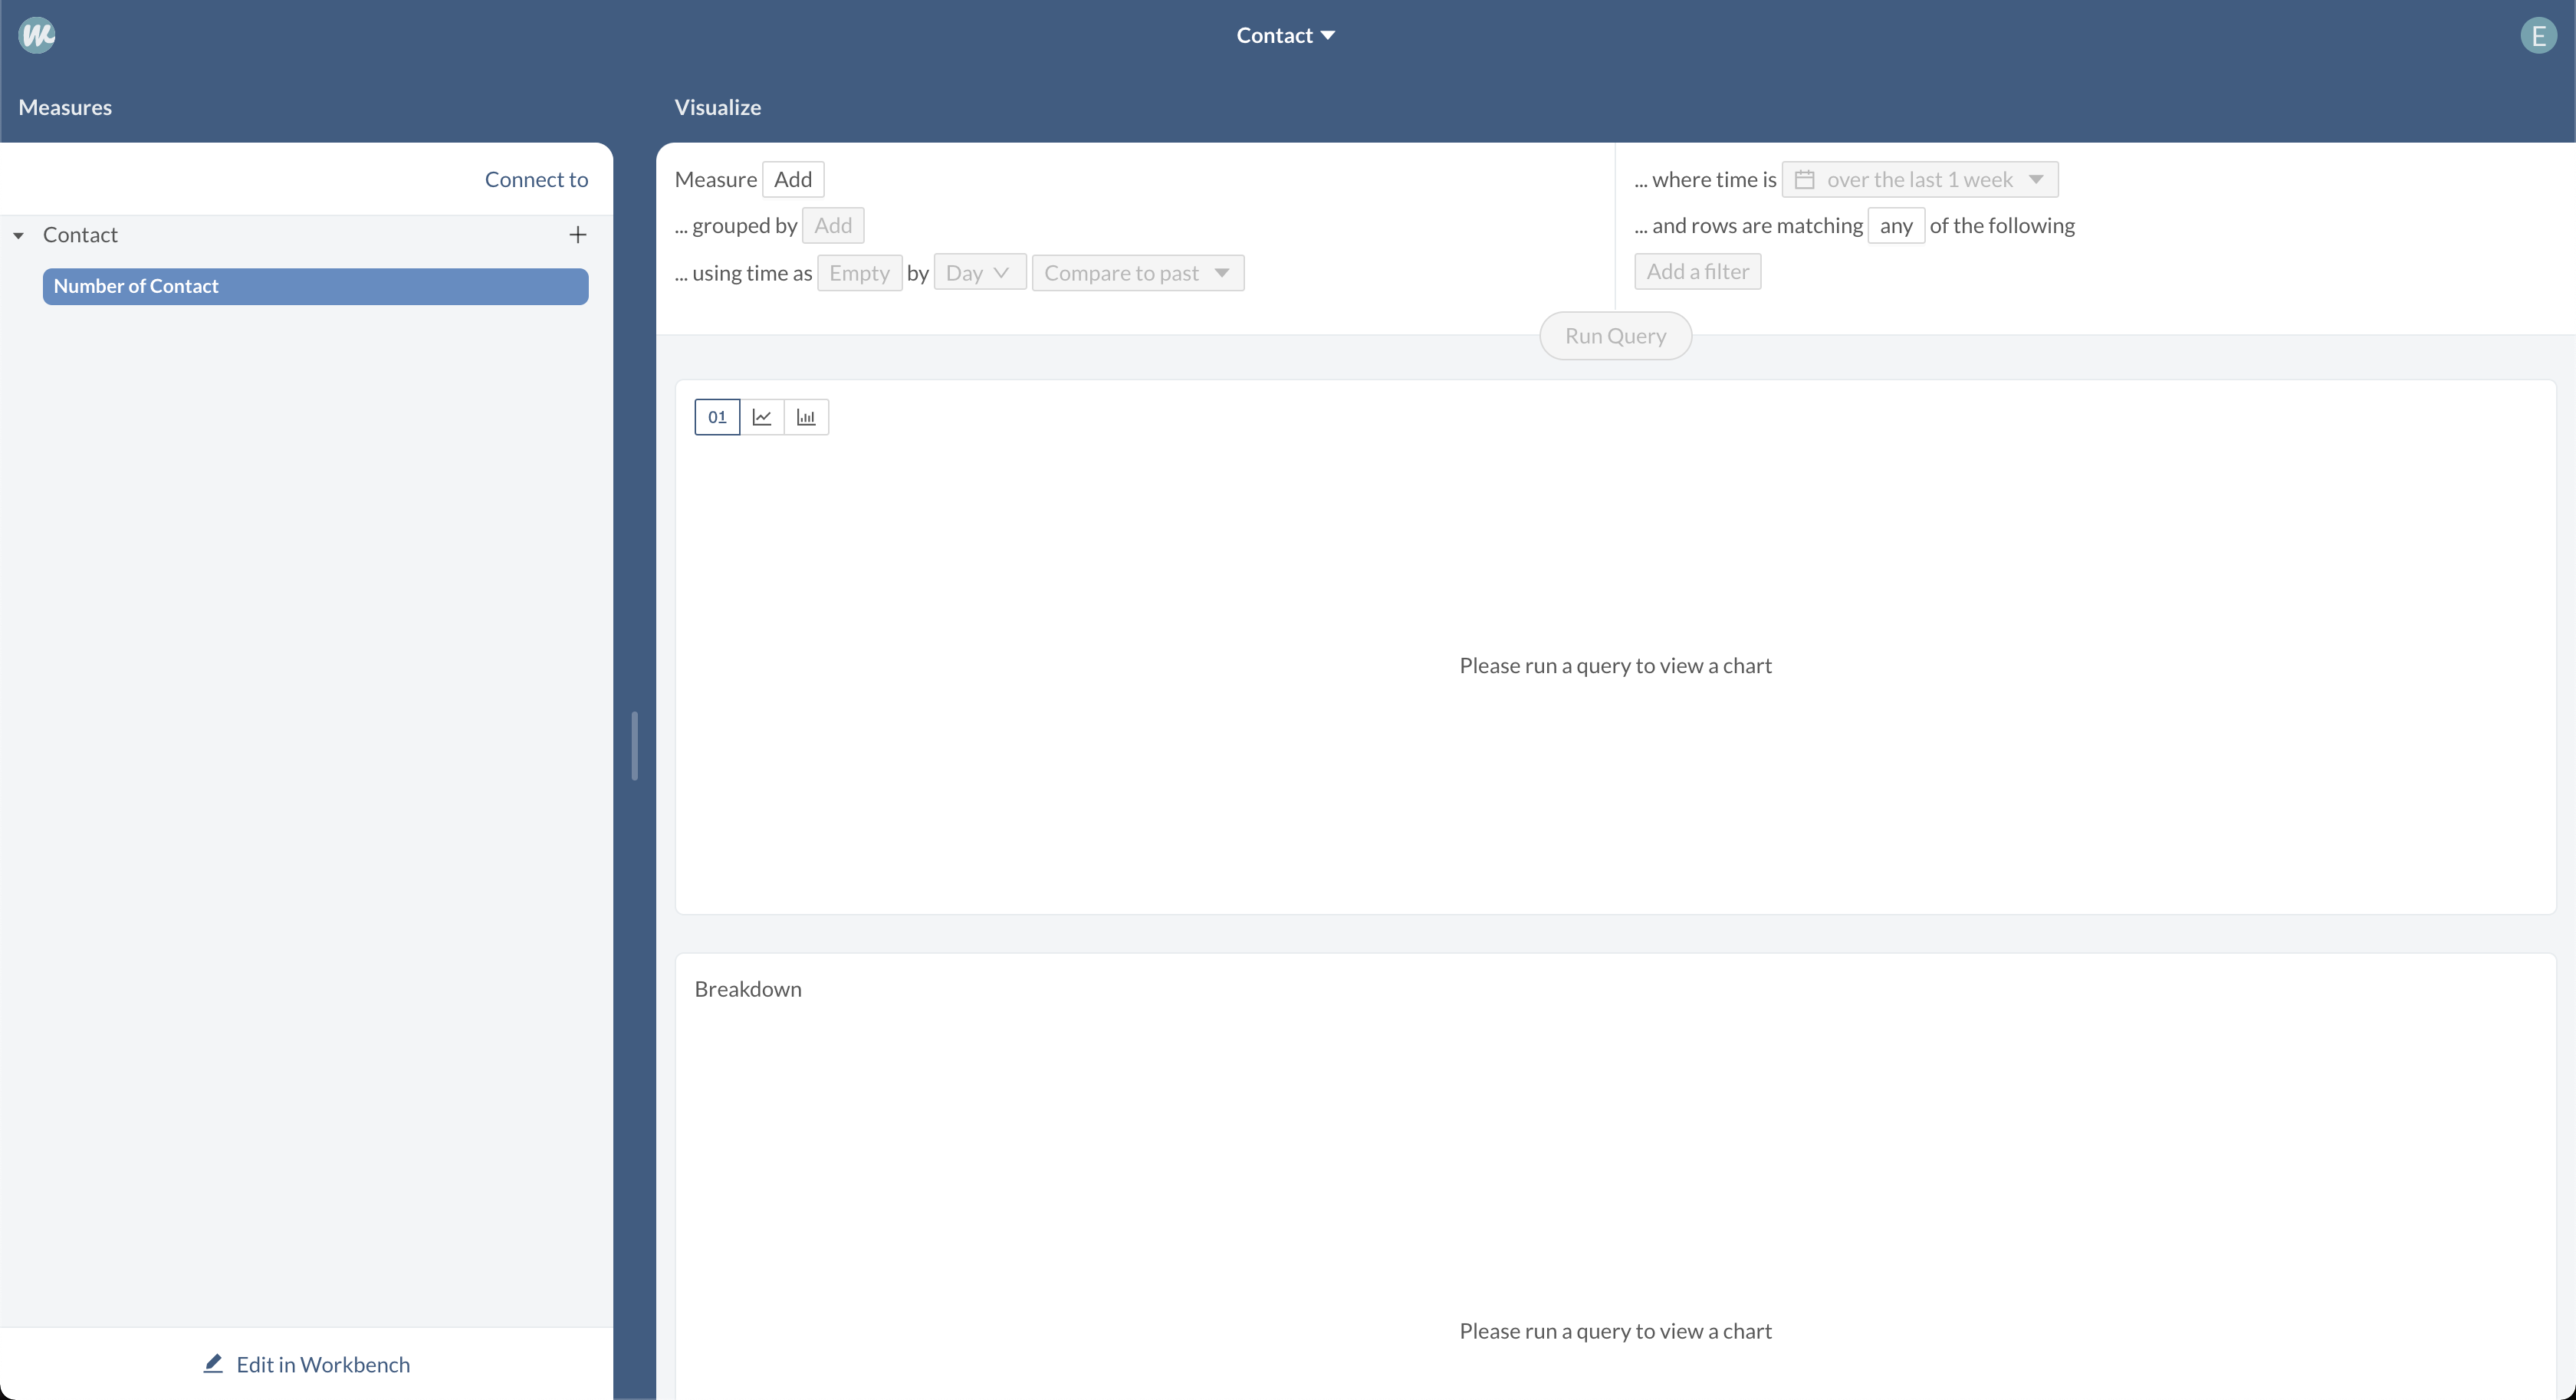 Contact
E
Measures
Visualize
Connect to
Contact
Number of Contact
Edit in Workbench
Measure Add
... grouped by Add
... using time as Empty by Day Compare to past
... where time is over the last 1 week
... and rows are matching any of the following
Add a filter
Run Query
01
Please run a query to view a chart
Breakdown
Please run a query to view a chart